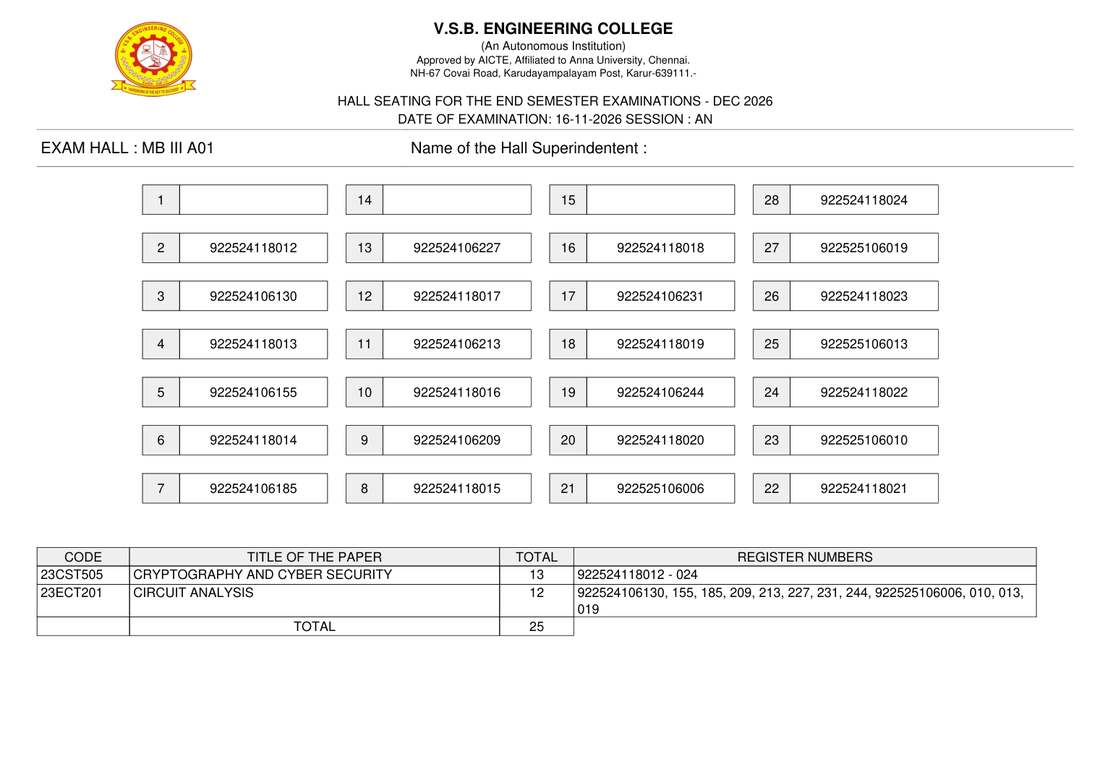 V.S.B. ENGINEERING COLLEGE
(An Autonomous Institution)
Approved by AICTE, Affiliated to Anna University, Chennai.
NH-67 Covai Road, Karudayampalayam Post, Karur-639111.-
HALL SEATING FOR THE END SEMESTER EXAMINATIONS - DEC 2026
DATE OF EXAMINATION: 16-11-2026 SESSION : AN
EXAM HALL : MB III A01 Name of the Hall Superindentent :
1 14 15 28 922524118024
2 922524118012 13 922524106227 16 922524118018 27 922525106019
3 922524106130 12 922524118017 17 922524106231 26 922524118023
4 922524118013 11 922524106213 18 922524118019 25 922525106013
5 922524106155 10 922524118016 19 922524106244 24 922524118022
6 922524118014 9 922524106209 20 922524118020 23 922525106010
7 922524106185 8 922524118015 21 922525106006 22 922524118021
CODE TITLE OF THE PAPER TOTAL REGISTER NUMBERS
23CST505 CRYPTOGRAPHY AND CYBER SECURITY 13 922524118012 - 024
23ECT201 CIRCUIT ANALYSIS 12 922524106130, 155, 185, 209, 213, 227, 231, 244, 922525106006, 010, 013,
019
TOTAL 25